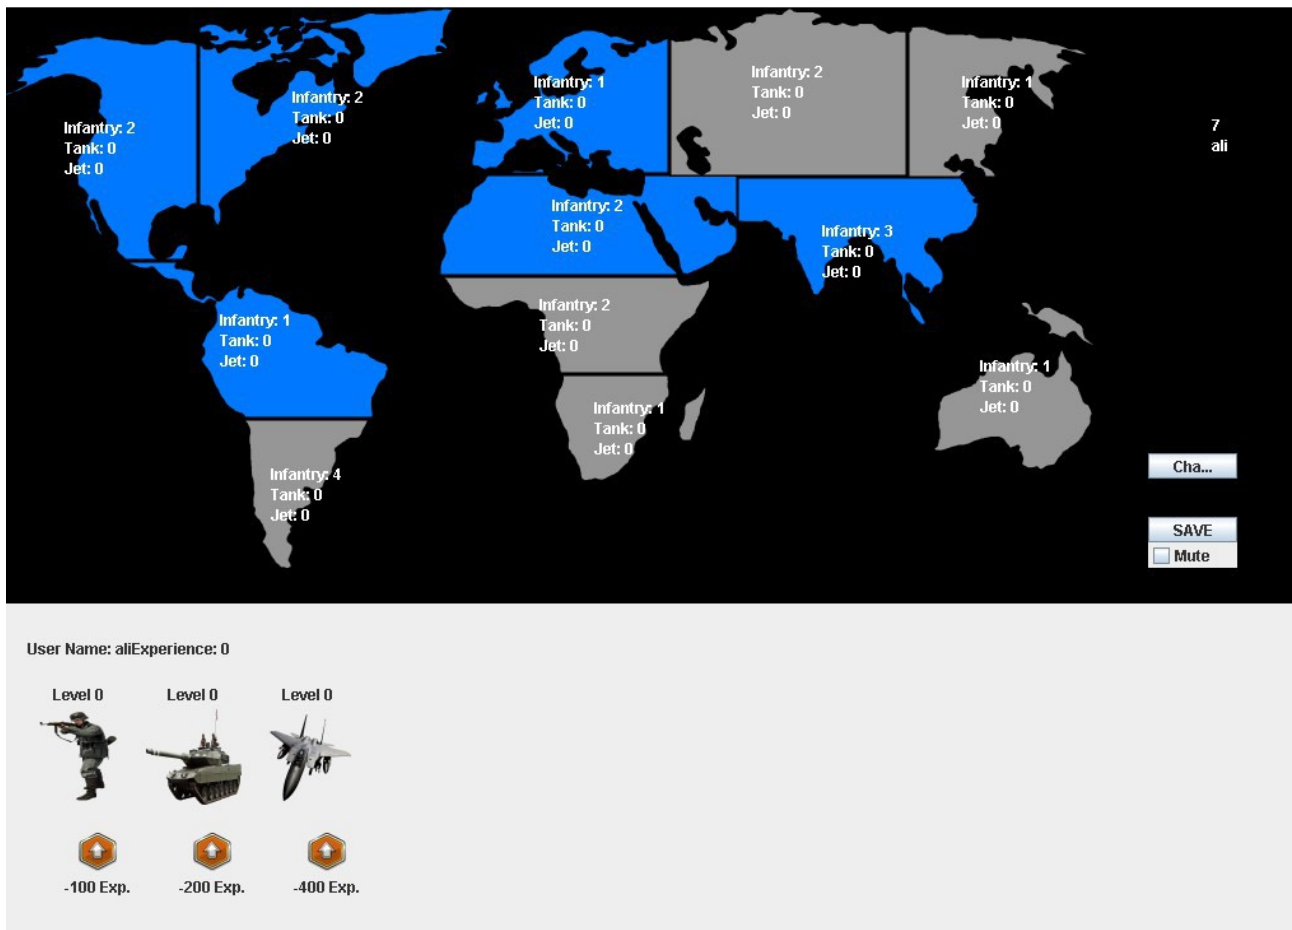 Infantry: 2
Tank: 0
Jet: 0
Infantry: 2
Tank: 0
Jet: 0
Infantry: 1
Tank: 0
Jet: 0
Infantry: 2
Tank: 0
Jet: 0
Infantry: 1
Tank: 0
Jet: 0
7
ali
Infantry: 2
Tank: 0
Jet: 0
Infantry: 3
Tank: 0
Jet: 0
Infantry: 2
Tank: 0
Jet: 0
Infantry: 1
Tank: 0
Jet: 0
Infantry: 1
Tank: 0
Jet: 0
Infantry: 1
Tank: 0
Jet: 0
Infantry: 4
Tank: 0
Jet: 0
Cha...
SAVE
Mute
User Name: aliExperience: 0
Level 0 Level 0 Level 0
-100 Exp. -200 Exp. -400 Exp.